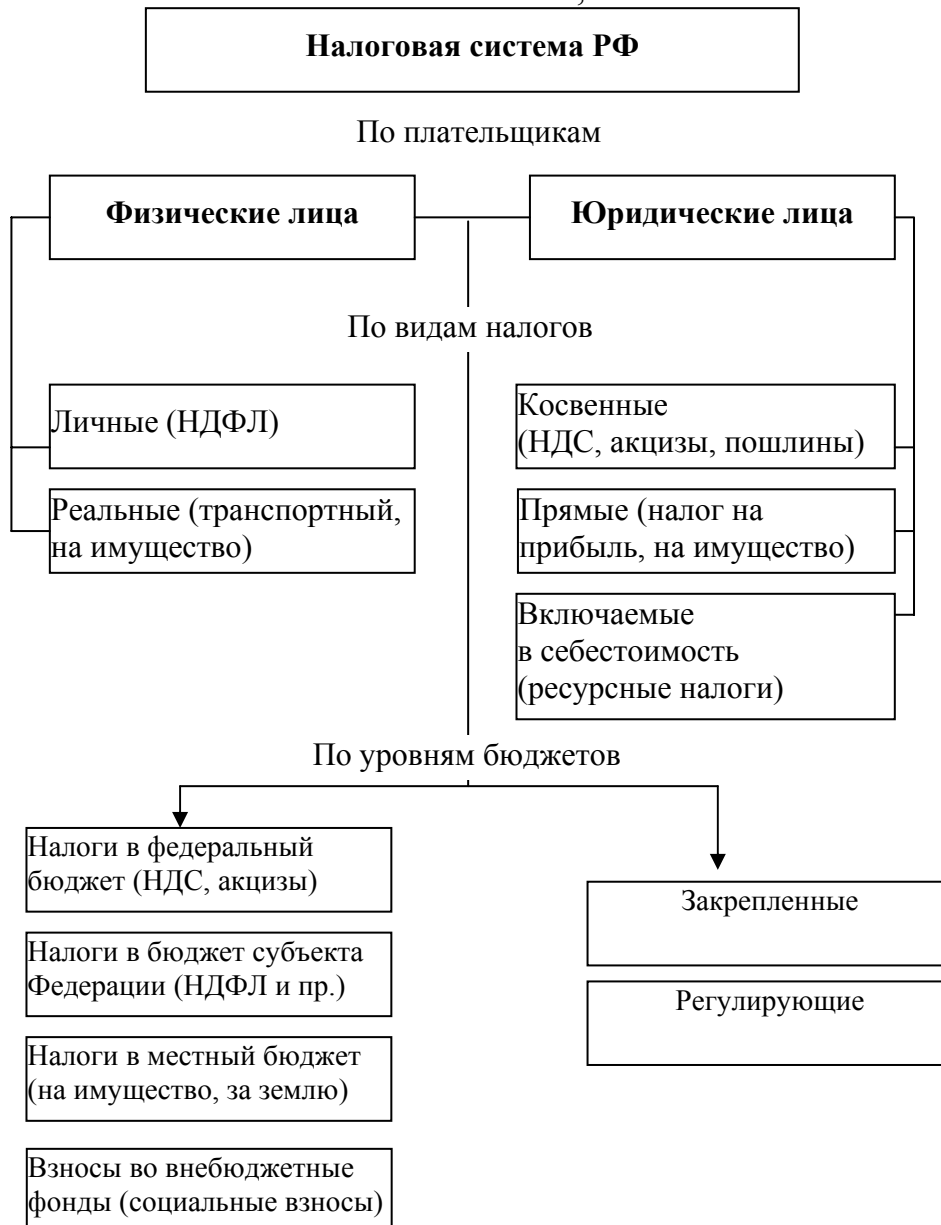 Налоговая система РФ
По плательщикам
Физические лица
Юридические лица
По видам налогов
Личные (НДФЛ)
Косвенные
(НДС, акцизы, пошлины)
Реальные (транспортный,
на имущество)
Прямые (налог на
прибыль, на имущество)
Включаемые
в себестоимость
(ресурсные налоги)
По уровням бюджетов
Налоги в федеральный
бюджет (НДС, акцизы)
Закрепленные
Налоги в бюджет субъекта
Федерации (НДФЛ и пр.)
Регулирующие
Налоги в местный бюджет
(на имущество, за землю)
Взносы во внебюджетные
фонды (социальные взносы)